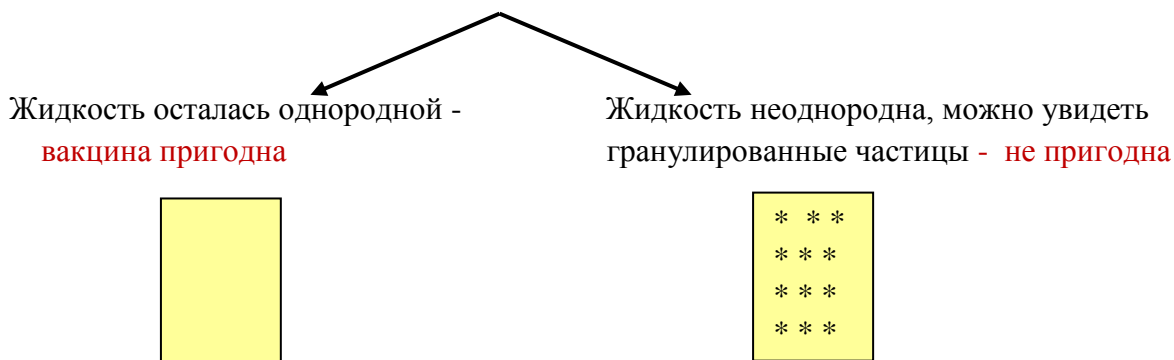 Жидкость осталась однородной -
вакцина пригодна
Жидкость неоднородна, можно увидеть
гранулированные частицы - не пригодна
* * *
* * *
* * *
* * *